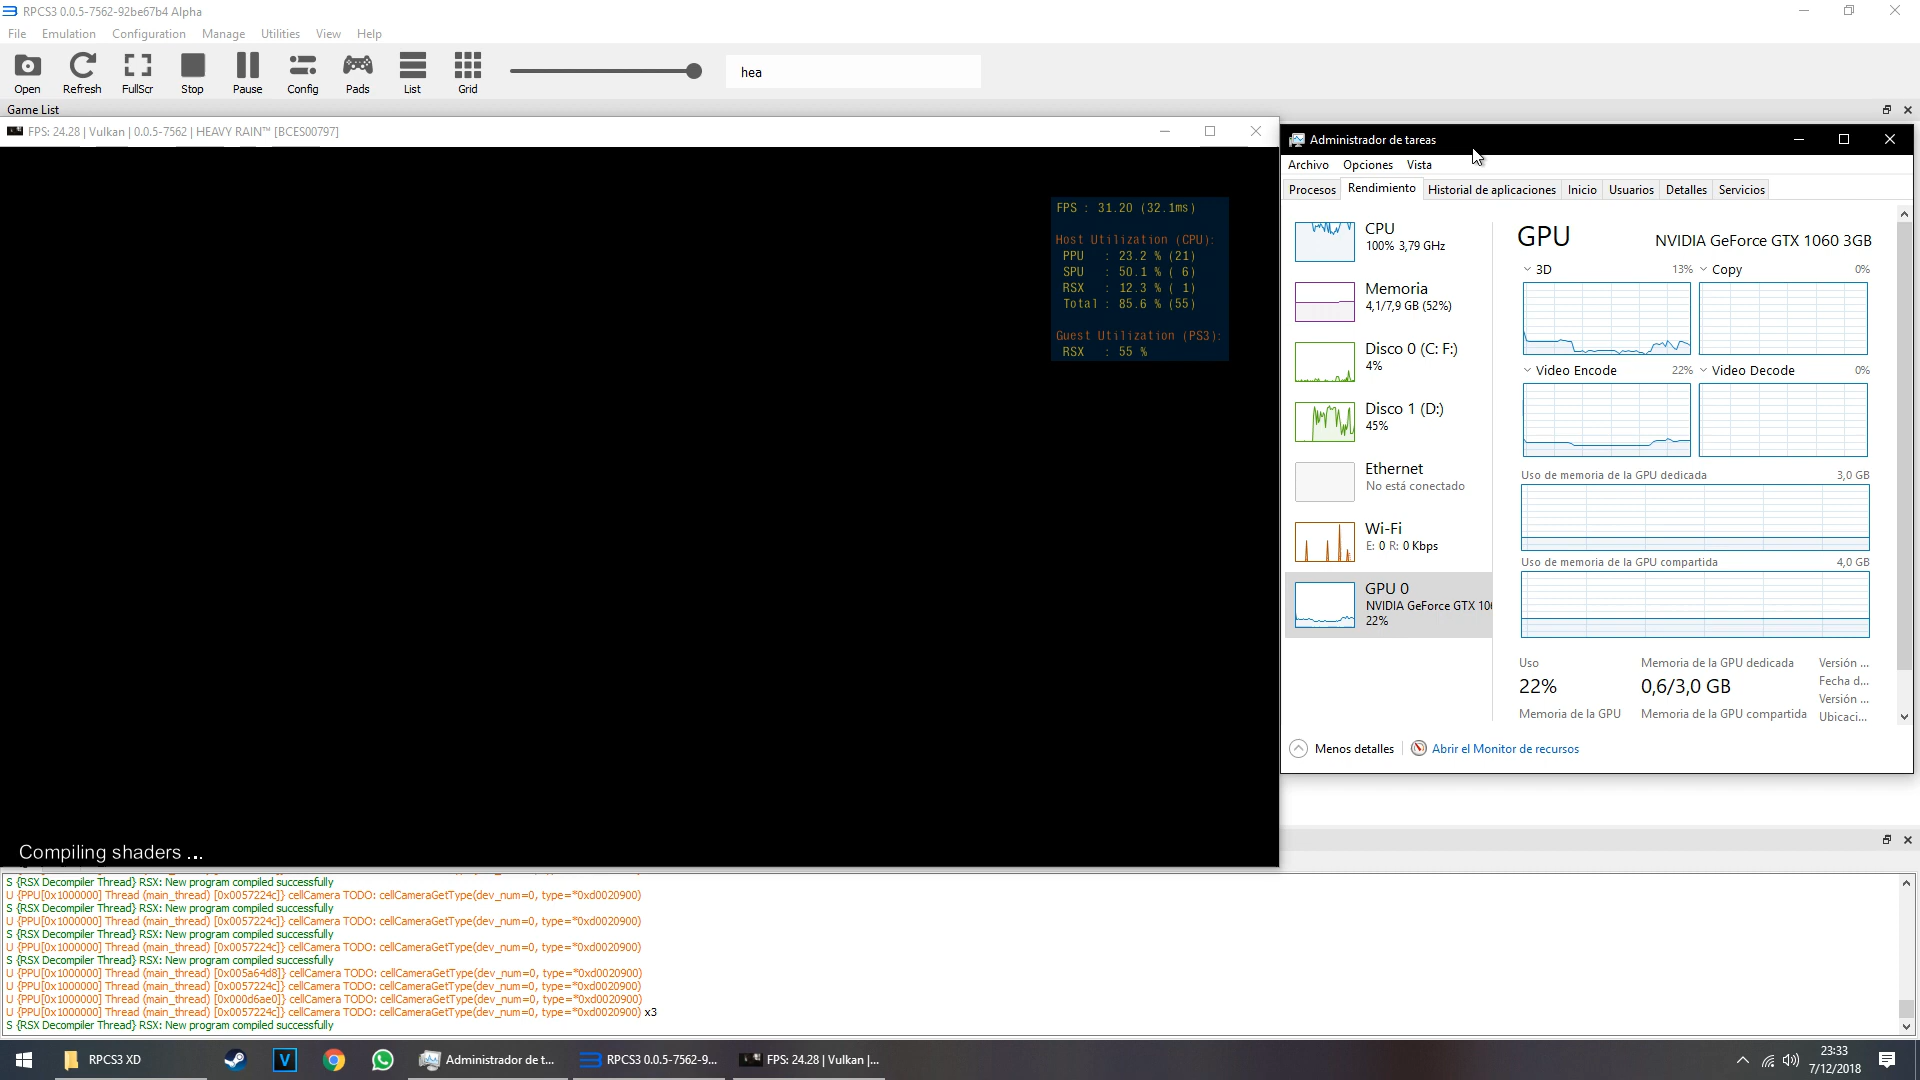 RPCS3 0.0.5-7562-92be67b4 Alpha
File Emulation Configuration Manage Utilities View Help
Open Refresh FullScr Stop Pause Config Pads List Grid
hea
Game List
FPS: 24.28 | Vulkan | 0.0.5-7562 | HEAVY RAIN™ [BCES00797]
FPS : 31.20 (32.1ms)
Host Utilization (CPU):
PPU : 23.2 % (21)
SPU : 50.1 % ( 6)
RSX : 12.3 % ( 1)
Total : 85.6 % (55)
Guest Utilization (PS3):
RSX : 55 %
Compiling shaders ...
Administrador de tareas
Archivo Opciones Vista
Procesos Rendimiento Historial de aplicaciones Inicio Usuarios Detalles Servicios
CPU
100% 3,79 GHz
Memoria
4,1/7,9 GB (52%)
Disco 0 (C: F:)
4%
Disco 1 (D:)
45%
Ethernet
No está conectado
Wi-Fi
E: 0 R: 0 Kbps
GPU 0
NVIDIA GeForce GTX 10
22%
GPU NVIDIA GeForce GTX 1060 3GB
3D 13% Copy 0%
Video Encode 22% Video Decode 0%
Uso de memoria de la GPU dedicada 3,0 GB
Uso de memoria de la GPU compartida 4,0 GB
Uso Memoria de la GPU dedicada Versión ...
22% 0,6/3,0 GB Fecha d...
Versión ...
Memoria de la GPU Memoria de la GPU compartida Ubicaci...
Menos detalles Abrir el Monitor de recursos
S {RSX Decompiler Thread} RSX: New program compiled successfully
U {PPU[0x1000000] Thread (main_thread) [0x0057224c]} cellCamera TODO: cellCameraGetType(dev_num=0, type=*0xd0020900)
S {RSX Decompiler Thread} RSX: New program compiled successfully
U {PPU[0x1000000] Thread (main_thread) [0x0057224c]} cellCamera TODO: cellCameraGetType(dev_num=0, type=*0xd0020900)
S {RSX Decompiler Thread} RSX: New program compiled successfully
U {PPU[0x1000000] Thread (main_thread) [0x0057224c]} cellCamera TODO: cellCameraGetType(dev_num=0, type=*0xd0020900)
S {RSX Decompiler Thread} RSX: New program compiled successfully
U {PPU[0x1000000] Thread (main_thread) [0x005a64d8]} cellCamera TODO: cellCameraGetType(dev_num=0, type=*0xd0020900)
U {PPU[0x1000000] Thread (main_thread) [0x0057224c]} cellCamera TODO: cellCameraGetType(dev_num=0, type=*0xd0020900)
U {PPU[0x1000000] Thread (main_thread) [0x000d6ae0]} cellCamera TODO: cellCameraGetType(dev_num=0, type=*0xd0020900)
U {PPU[0x1000000] Thread (main_thread) [0x0057224c]} cellCamera TODO: cellCameraGetType(dev_num=0, type=*0xd0020900) x3
S {RSX Decompiler Thread} RSX: New program compiled successfully
RPCS3 XD Administrador de t... RPCS3 0.0.5-7562-9... FPS: 24.28 | Vulkan |...
23:33
7/12/2018